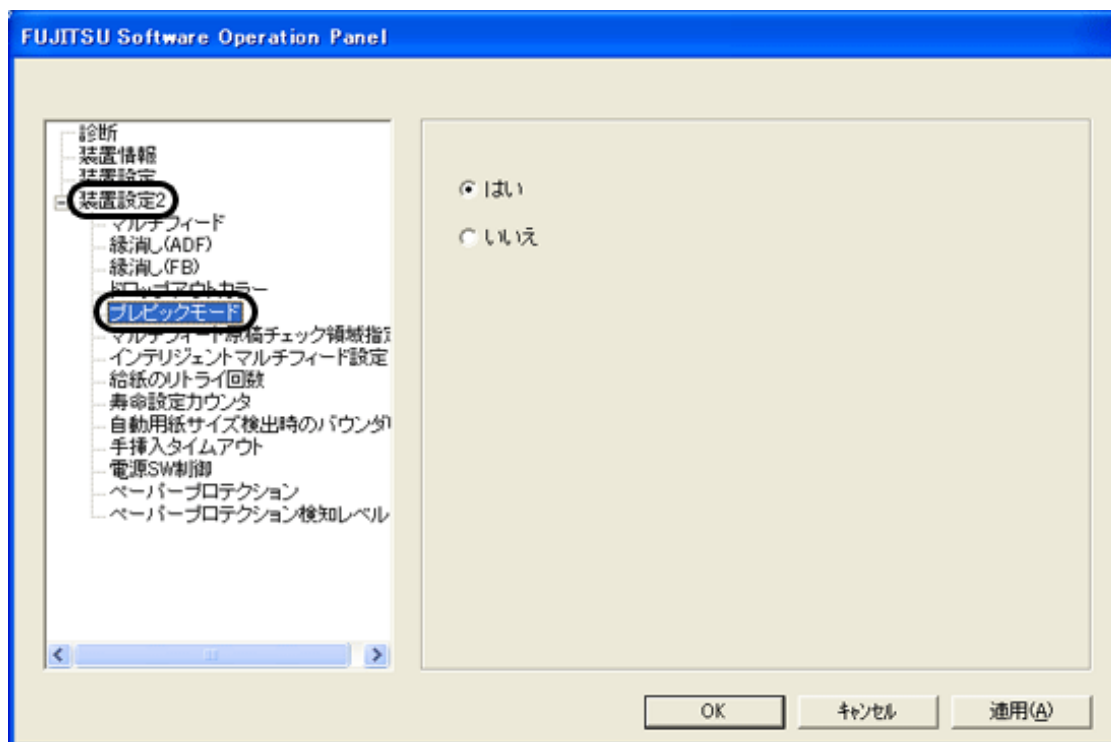 FUJITSU Software Operation Panel
診断
装置情報
装置設定
装置設定2
マルチフィード
縁消し(ADF)
縁消し(FB)
ドロップアウトカラー
プレピックモード
マルチフィード原稿チェック領域指定
インテリジェントマルチフィード設定
給紙のリトライ回数
寿命設定カウンタ
自動用紙サイズ検出時のバウンダリ
手挿入タイムアウト
電源SW制御
ペーパープロテクション
ペーパープロテクション検知レベル
はい
いいえ
OK
キャンセル
適用(A)